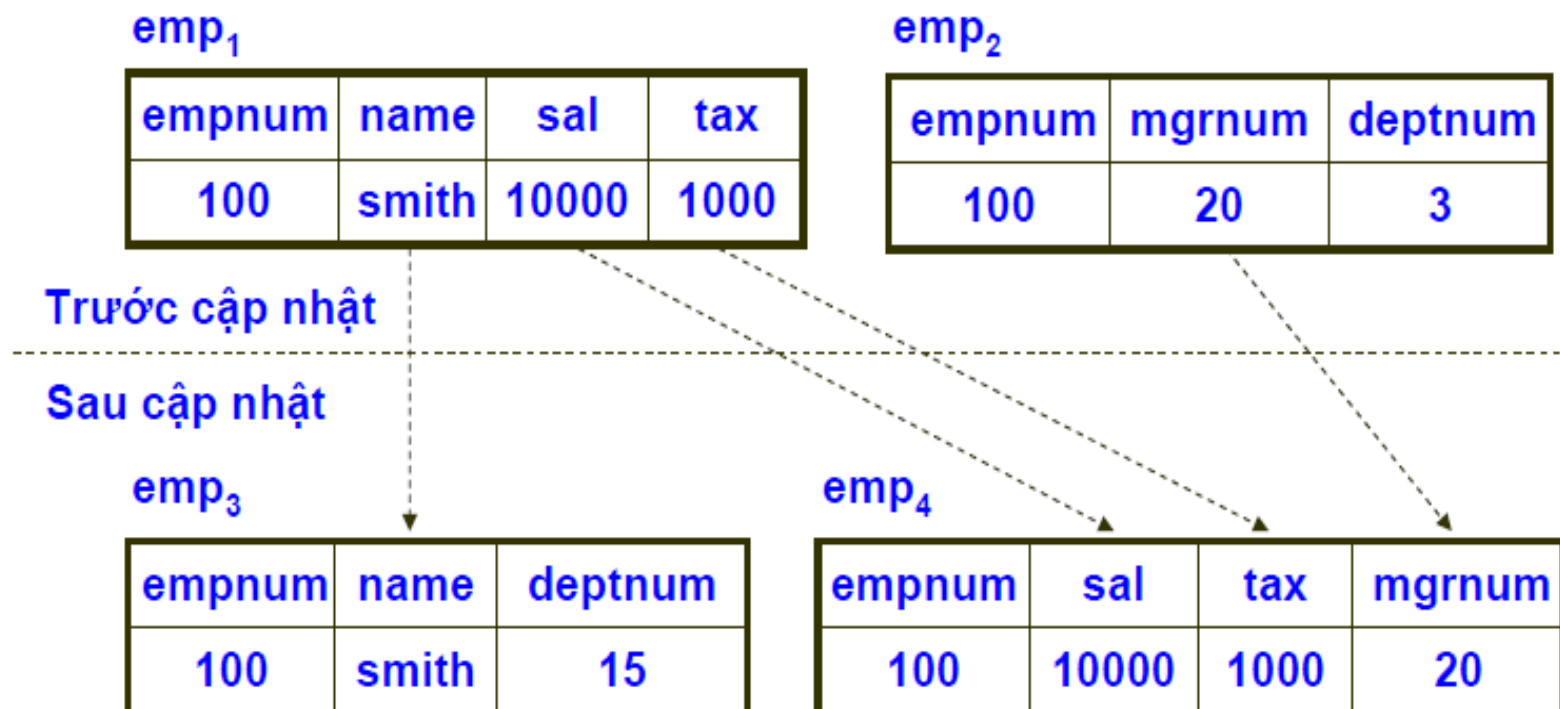 emp₁ emp₂
empnum name sal tax empnum mgrnum deptnum
100 smith 10000 1000 100 20 3
Trước cập nhật
Sau cập nhật
emp₃ emp₄
empnum name deptnum empnum sal tax mgrnum
100 smith 15 100 10000 1000 20